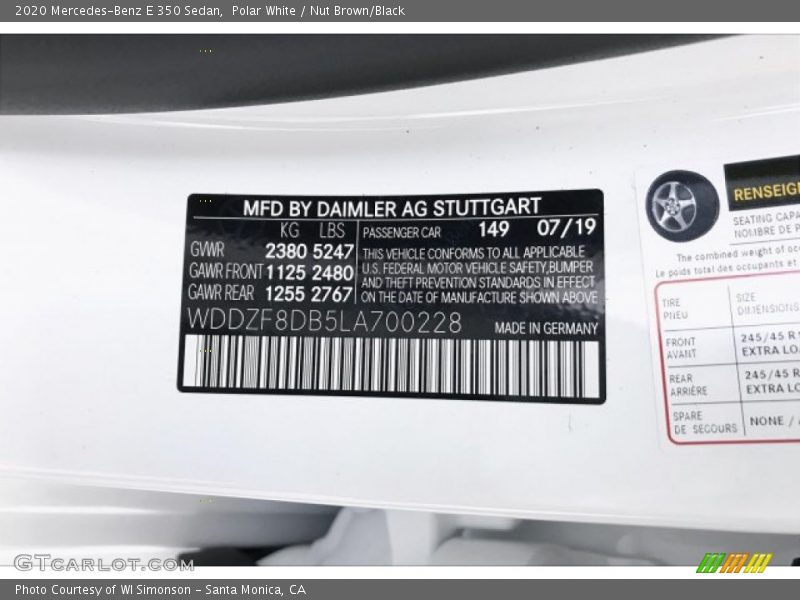 2020 Mercedes-Benz E 350 Sedan, Polar White / Nut Brown/Black
MFD BY DAIMLER AG STUTTGART
KG LBS
GVWR 2380 5247
GAWR FRONT 1125 2480
GAWR REAR 1255 2767
PASSENGER CAR 149 07/19
THIS VEHICLE CONFORMS TO ALL APPLICABLE
U.S. FEDERAL MOTOR VEHICLE SAFETY,BUMPER
AND THEFT PREVENTION STANDARDS IN EFFECT
ON THE DATE OF MANUFACTURE SHOWN ABOVE
WDDZF8DB5LA700228
MADE IN GERMANY
RENSEIG
SEATING CAPA
NOMBRE DE P
The combined weight of
Le poids total des occupants et
TIRE
PNEU
SIZE
DIMENSIONS
FRONT
AVANT
245/45 R
EXTRA LO
REAR
ARRIÈRE
245/45 R
EXTRA LO
SPARE
DE SECOURS
NONE /
GTcarlot.com
Photo Courtesy of WI Simonson - Santa Monica, CA